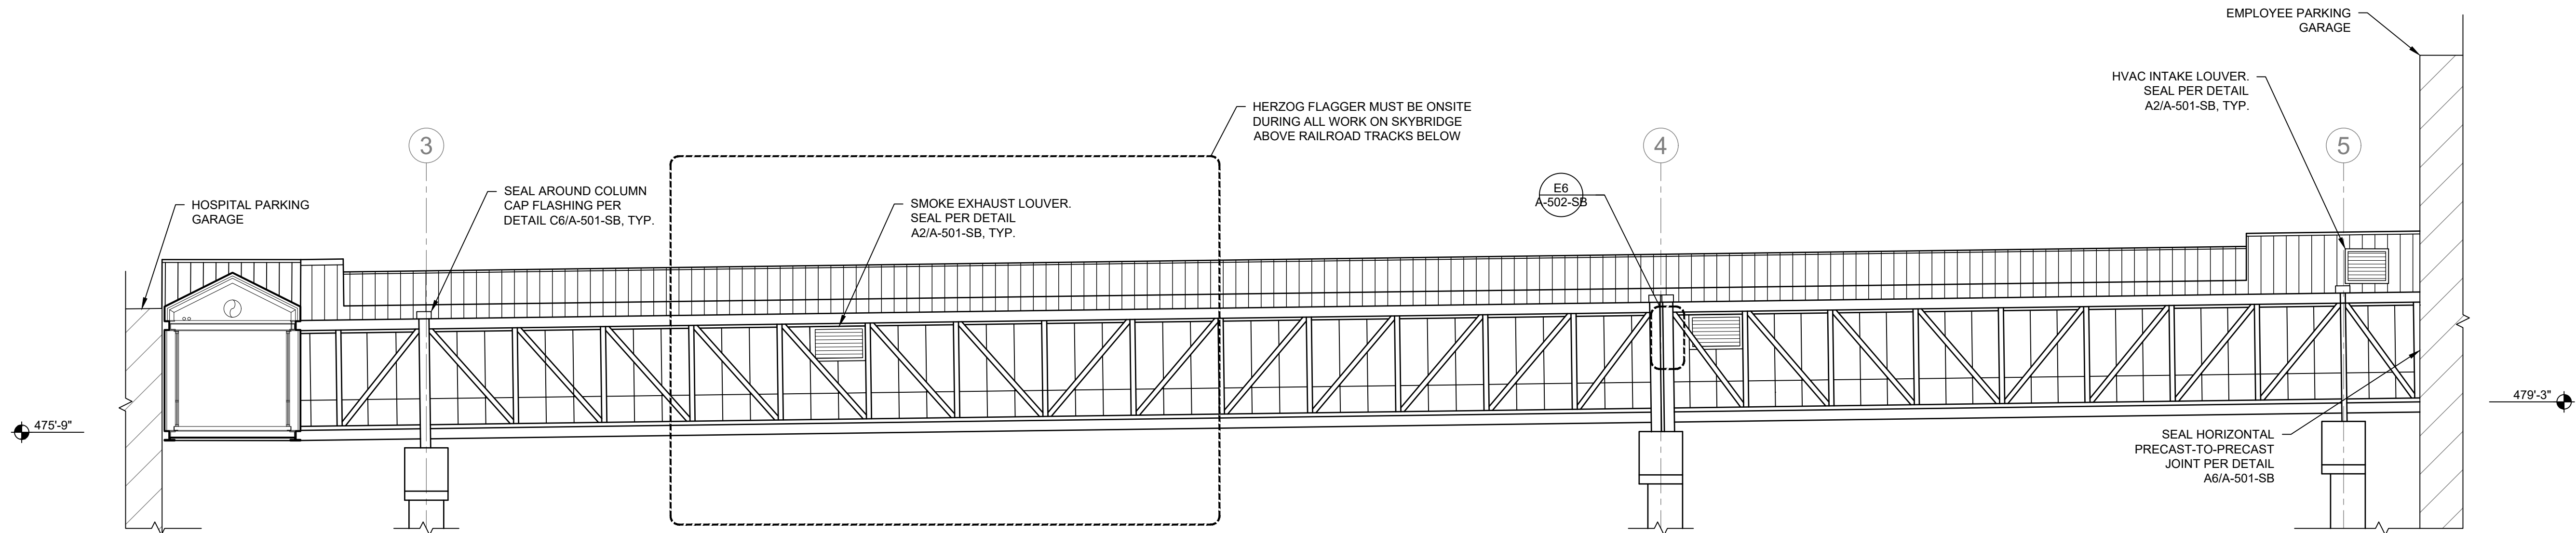 EMPLOYEE PARKING
GARAGE
HVAC INTAKE LOUVER.
SEAL PER DETAIL
A2/A-501-SB, TYP.
HERZOG FLAGGER MUST BE ONSITE
DURING ALL WORK ON SKYBRIDGE
ABOVE RAILROAD TRACKS BELOW
3
4
5
HOSPITAL PARKING
GARAGE
SEAL AROUND COLUMN
CAP FLASHING PER
DETAIL C6/A-501-SB, TYP.
SMOKE EXHAUST LOUVER.
SEAL PER DETAIL
A2/A-501-SB, TYP.
E6
A-502-SB
475'-9"
479'-3"
SEAL HORIZONTAL
PRECAST-TO-PRECAST
JOINT PER DETAIL
A6/A-501-SB